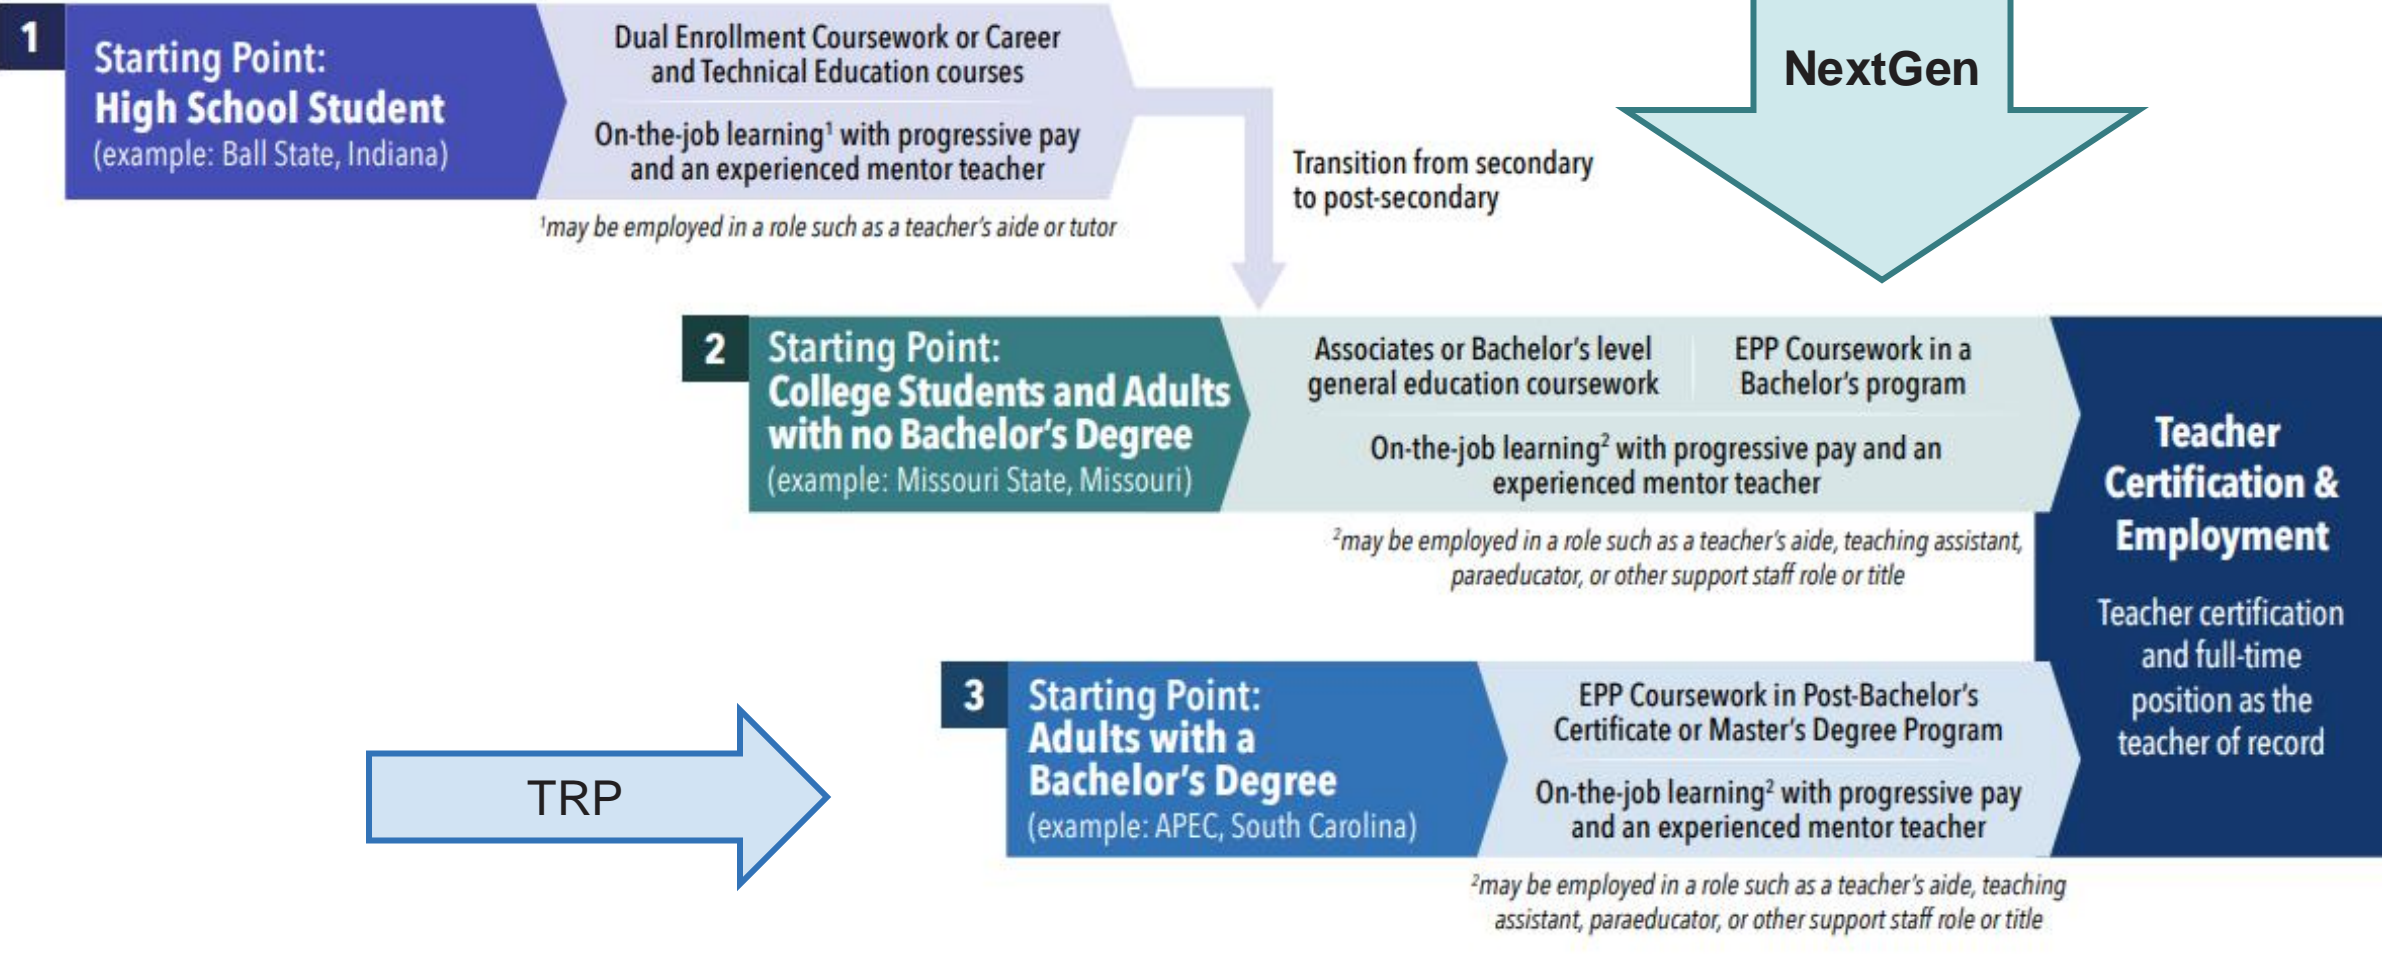 1
Starting Point:
High School Student
(example: Ball State, Indiana)
Dual Enrollment Coursework or Career
and Technical Education courses
On-the-job learning¹ with progressive pay
and an experienced mentor teacher
¹may be employed in a role such as a teacher's aide or tutor
Transition from secondary
to post-secondary
NextGen
2
Starting Point:
College Students and Adults
with no Bachelor's Degree
(example: Missouri State, Missouri)
Associates or Bachelor's level
general education coursework
EPP Coursework in a
Bachelor's program
On-the-job learning² with progressive pay and an
experienced mentor teacher
²may be employed in a role such as a teacher's aide, teaching assistant,
paraeducator, or other support staff role or title
TRP
3
Starting Point:
Adults with a
Bachelor's Degree
(example: APEC, South Carolina)
EPP Coursework in Post-Bachelor's
Certificate or Master's Degree Program
On-the-job learning² with progressive pay
and an experienced mentor teacher
²may be employed in a role such as a teacher's aide, teaching
assistant, paraeducator, or other support staff role or title
Teacher
Certification &
Employment
Teacher certification
and full-time
position as the
teacher of record